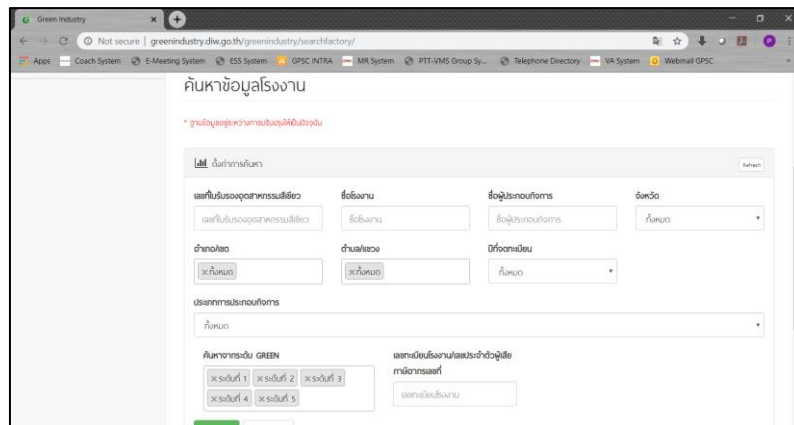 Green Industry
Not secure | greenindustry.diw.go.th/greenindustry/searchfactory/
Apps Coach System E-Meeting System ESS System GPSC INTRA MR System PTT-VMS Group Sy... Telephone Directory VA System Webmail GPSC
ค้นหาข้อมูลโรงงาน
* ฐานข้อมูลอยู่ระหว่างการปรับปรุงให้เป็นปัจจุบัน
ตั้งค่าการค้นหา Refresh
เลขที่ใบรับรองอุตสาหกรรมสีเขียว ชื่อโรงงาน ชื่อผู้ประกอบกิจการ จังหวัด
เลขที่ใบรับรองอุตสาหกรรมสีเขียว ชื่อโรงงาน ชื่อผู้ประกอบกิจการ ทั้งหมด
อำเภอ/เขต ตำบล/แขวง ปีที่จดทะเบียน
×ทั้งหมด ×ทั้งหมด ทั้งหมด
ประเภทการประกอบกิจการ
ทั้งหมด
ค้นหาจากระดับ GREEN เลขทะเบียนโรงงาน/เลขประจำตัวผู้เสีย
ภาษีอากรเลขที่
×ระดับที่ 1 ×ระดับที่ 2 ×ระดับที่ 3
×ระดับที่ 4 ×ระดับที่ 5 เลขทะเบียนโรงงาน